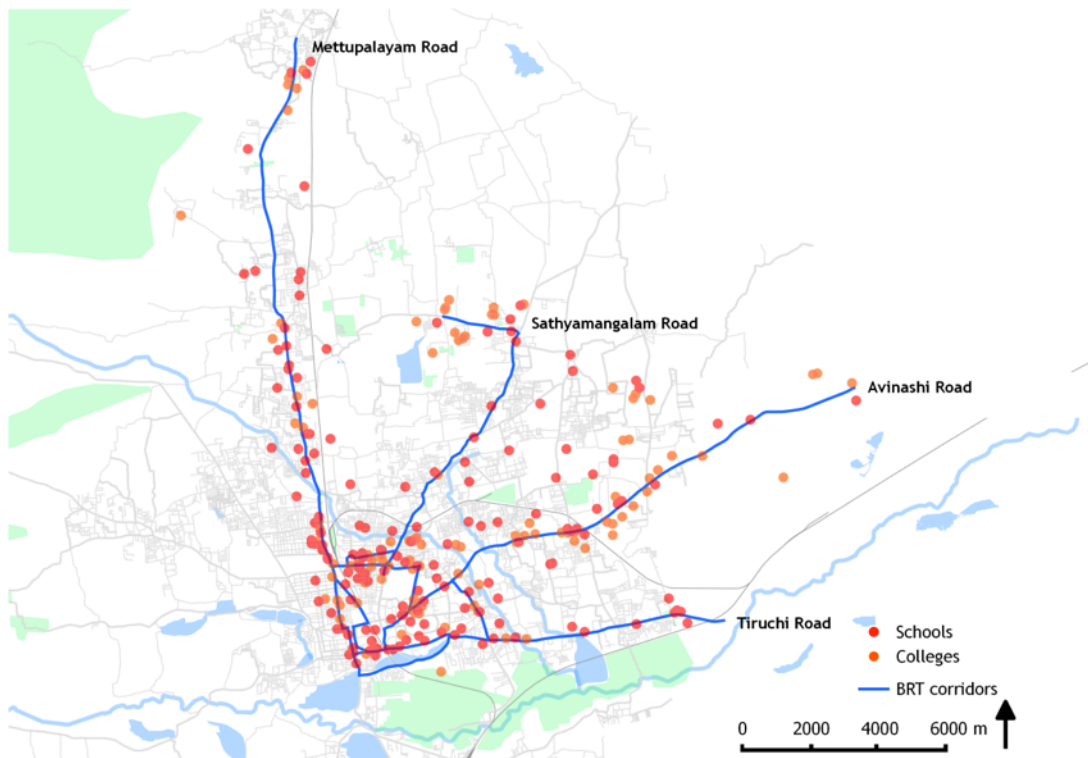 Mettupalayam Road
Sathyamangalam Road
Avinashi Road
Tiruchi Road
Schools
Colleges
BRT corridors
0 2000 4000 6000 m